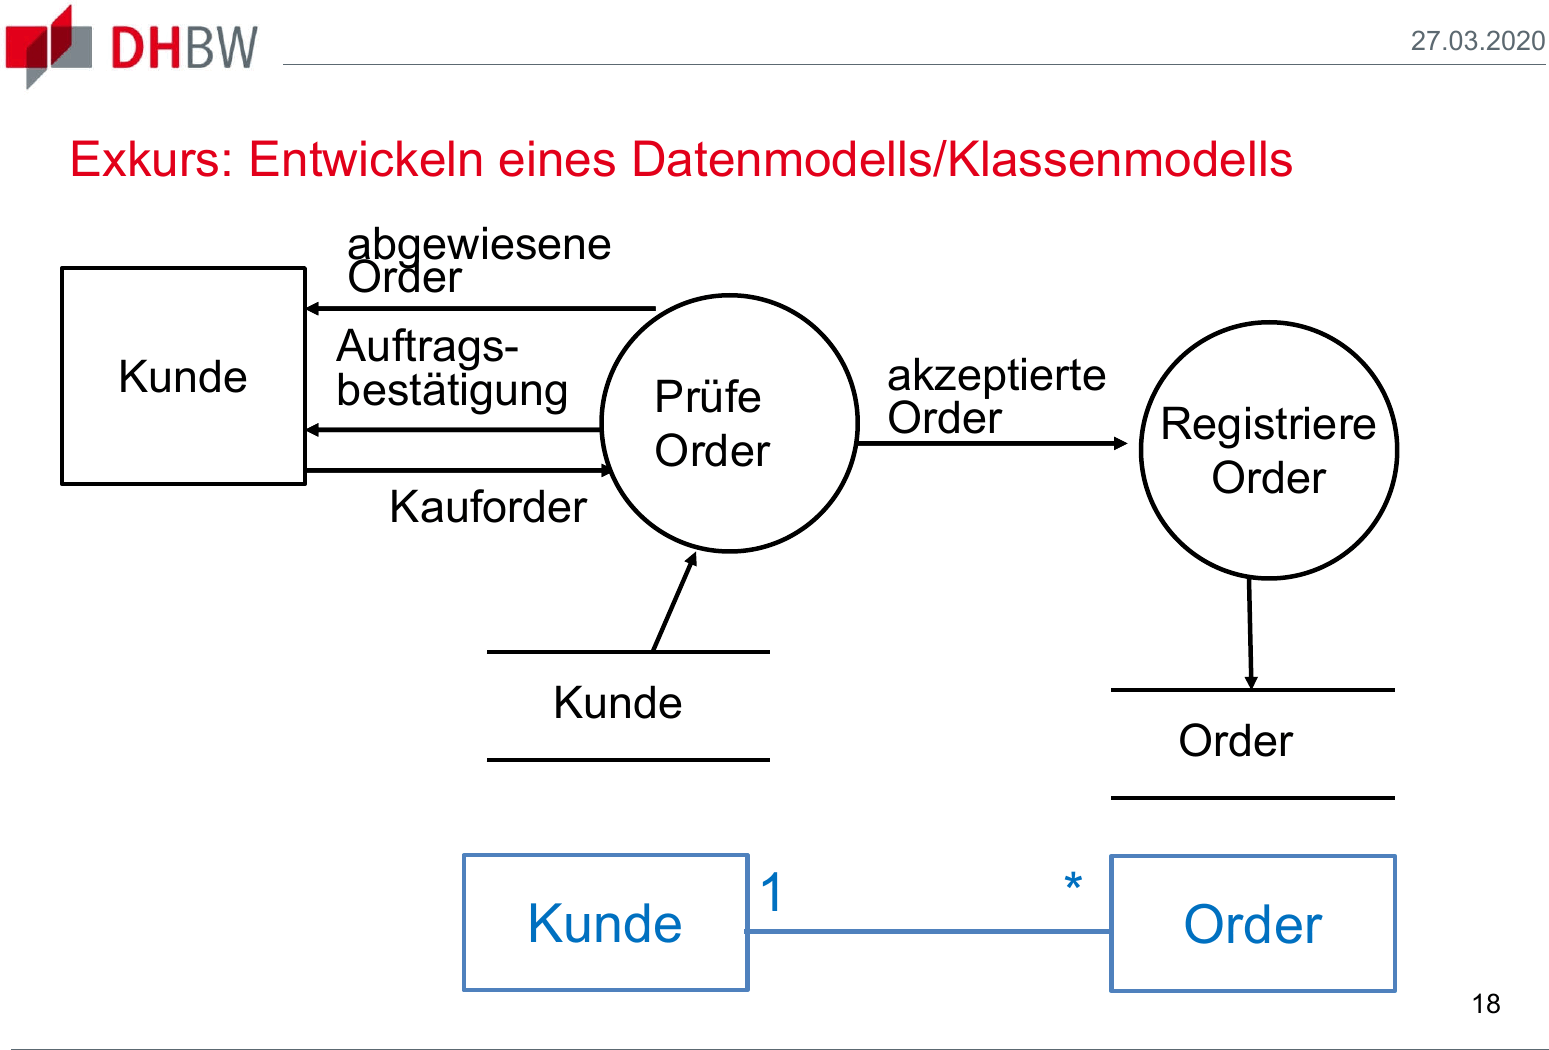 DHBW
27.03.2020
Exkurs: Entwickeln eines Datenmodells/Klassenmodells
abgewiesene
Order
Kunde
Auftrags-
bestätigung
Kauforder
Prüfe
Order
akzeptierte
Order
Registriere
Order
Kunde
Order
Kunde
1
*
Order
18